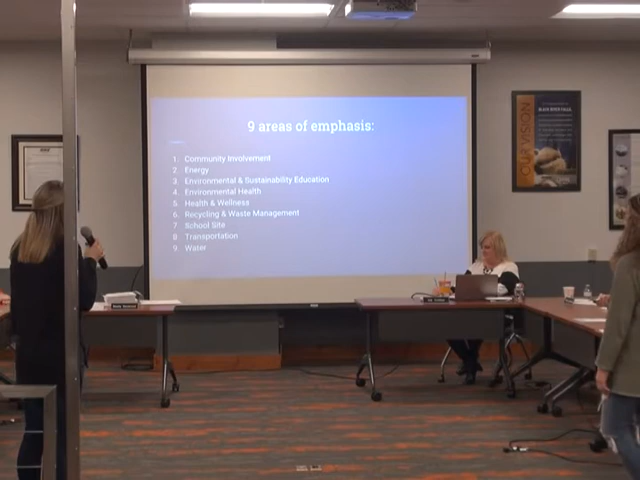 9 areas of emphasis:
1. Community Involvement
2. Energy
3. Environmental & Sustainability Education
4. Environmental Health
5. Health & Wellness
6. Recycling & Waste Management
7. School Site
8. Transportation
9. Water
OUR VISION